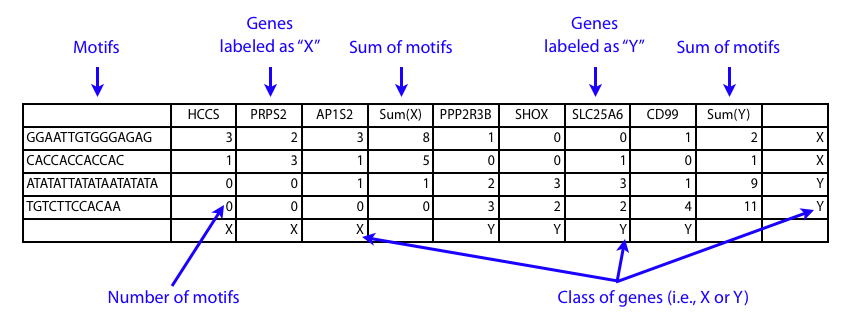 Genes Genes
Motifs labeled as “X” Sum of motifs labeled as “Y” Sum of motifs
HCCS PRPS2 AP1S2 Sum(X) PPP2R3B SHOX SLC25A6 CD99 Sum(Y)
GGAATTGTGGGAGAG 3 2 3 8 1 0 0 1 2 X
CACCACCACCAC 1 3 1 5 0 0 1 0 1 X
ATATATTATATAATATATA 0 0 1 1 2 3 3 1 9 Y
TGTCTTCCACAA 0 0 0 0 3 2 2 4 11 Y
X X X Y Y Y Y
Number of motifs Class of genes (i.e., X or Y)